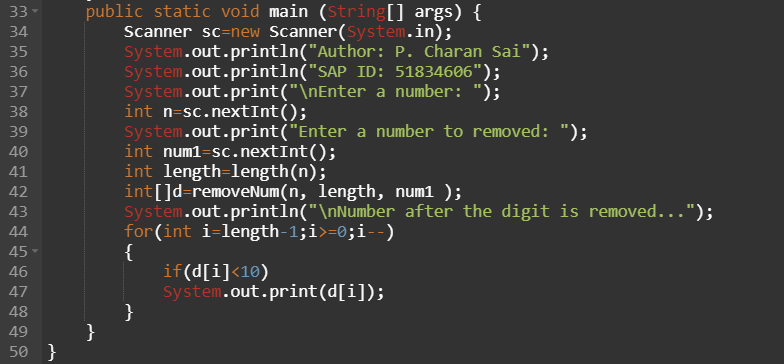 33 public static void main (String[] args) {
34 Scanner sc=new Scanner(System.in);
35 System.out.println("Author: P. Charan Sai");
36 System.out.println("SAP ID: 51834606");
37 System.out.print("\nEnter a number: ");
38 int n=sc.nextInt();
39 System.out.print("Enter a number to removed: ");
40 int num1=sc.nextInt();
41 int length=length(n);
42 int[]d=removeNum(n, length, num1 );
43 System.out.println("\nNumber after the digit is removed...");
44 for(int i=length-1;i>=0;i--)
45 {
46 if(d[i]<10)
47 System.out.print(d[i]);
48 }
49 }
50 }